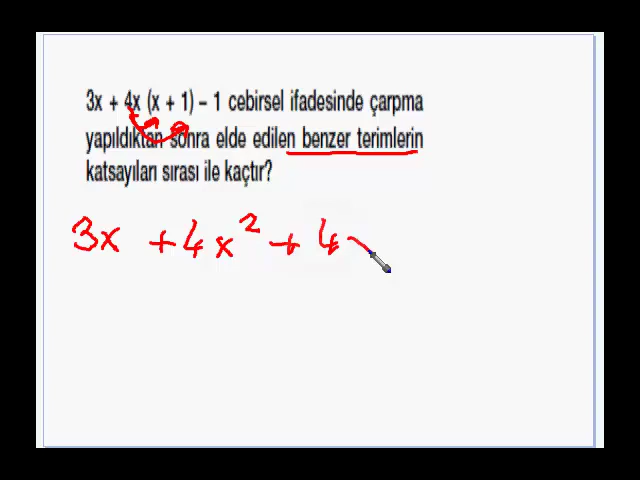 3x + 4x (x + 1) – 1 cebirsel ifadesinde çarpma
yapıldıktan sonra elde edilen benzer terimlerin
katsayıları sırası ile kaçtır?
3x + 4x² + 4